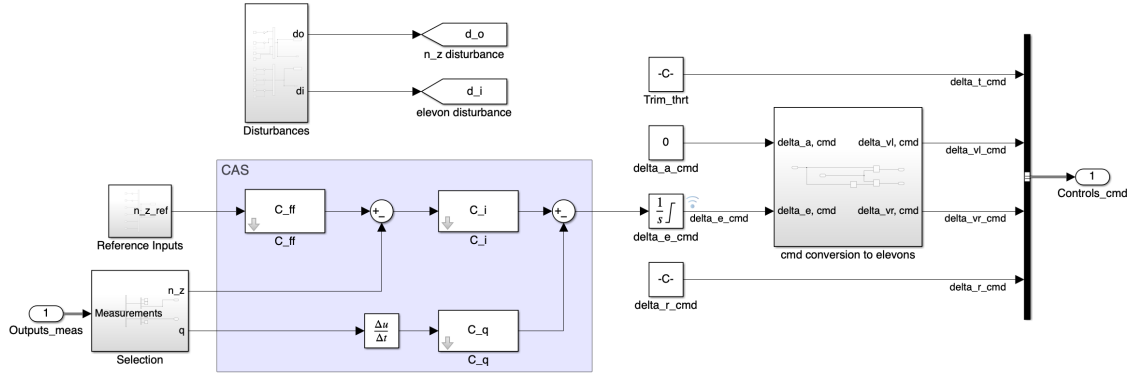 do
d_o
n_z disturbance
di
d_i
elevon disturbance
Disturbances
-C-
Trim_thrt
delta_t_cmd
0
delta_a_cmd
delta_a, cmd
delta_vl, cmd
delta_vl_cmd
1
Controls_cmd
CAS
n_z_ref
Reference Inputs
C_ff
C_ff
+
−
C_i
C_i
+
−
1
s
delta_e_cmd
delta_e_cmd
delta_e, cmd
delta_vr, cmd
delta_vr_cmd
cmd conversion to elevons
-C-
delta_r_cmd
delta_r_cmd
1
Outputs_meas
Measurements
n_z
q
Selection
Δu
Δt
C_q
C_q